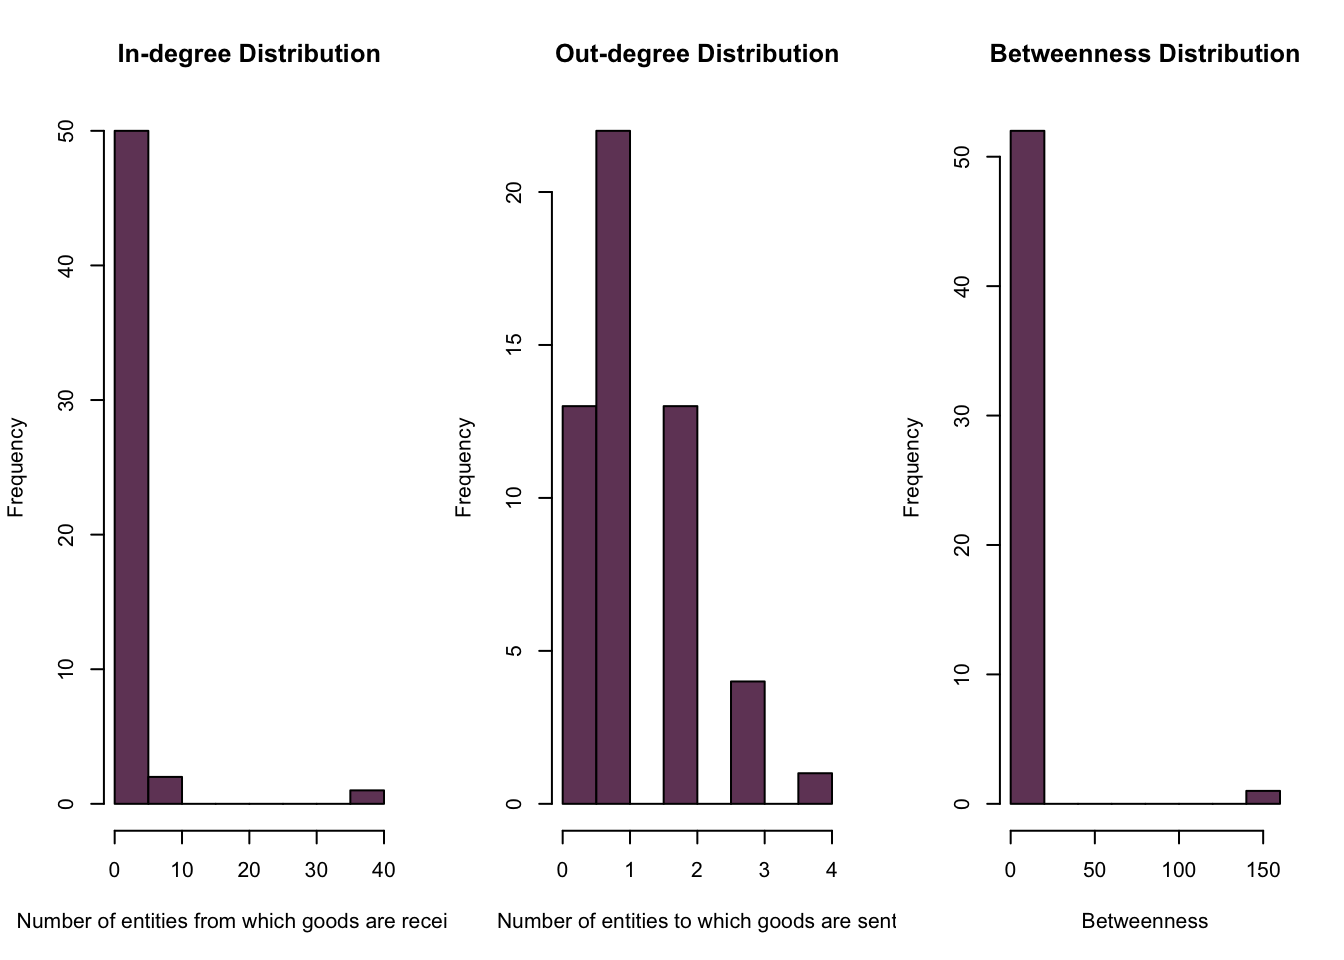 In-degree Distribution
Frequency
50
40
30
20
10
0
0 10 20 30 40
Number of entities from which goods are recei
Out-degree Distribution
Frequency
20
15
10
5
0
0 1 2 3 4
Number of entities to which goods are sent
Betweenness Distribution
Frequency
50
40
30
20
10
0
0 50 100 150
Betweenness